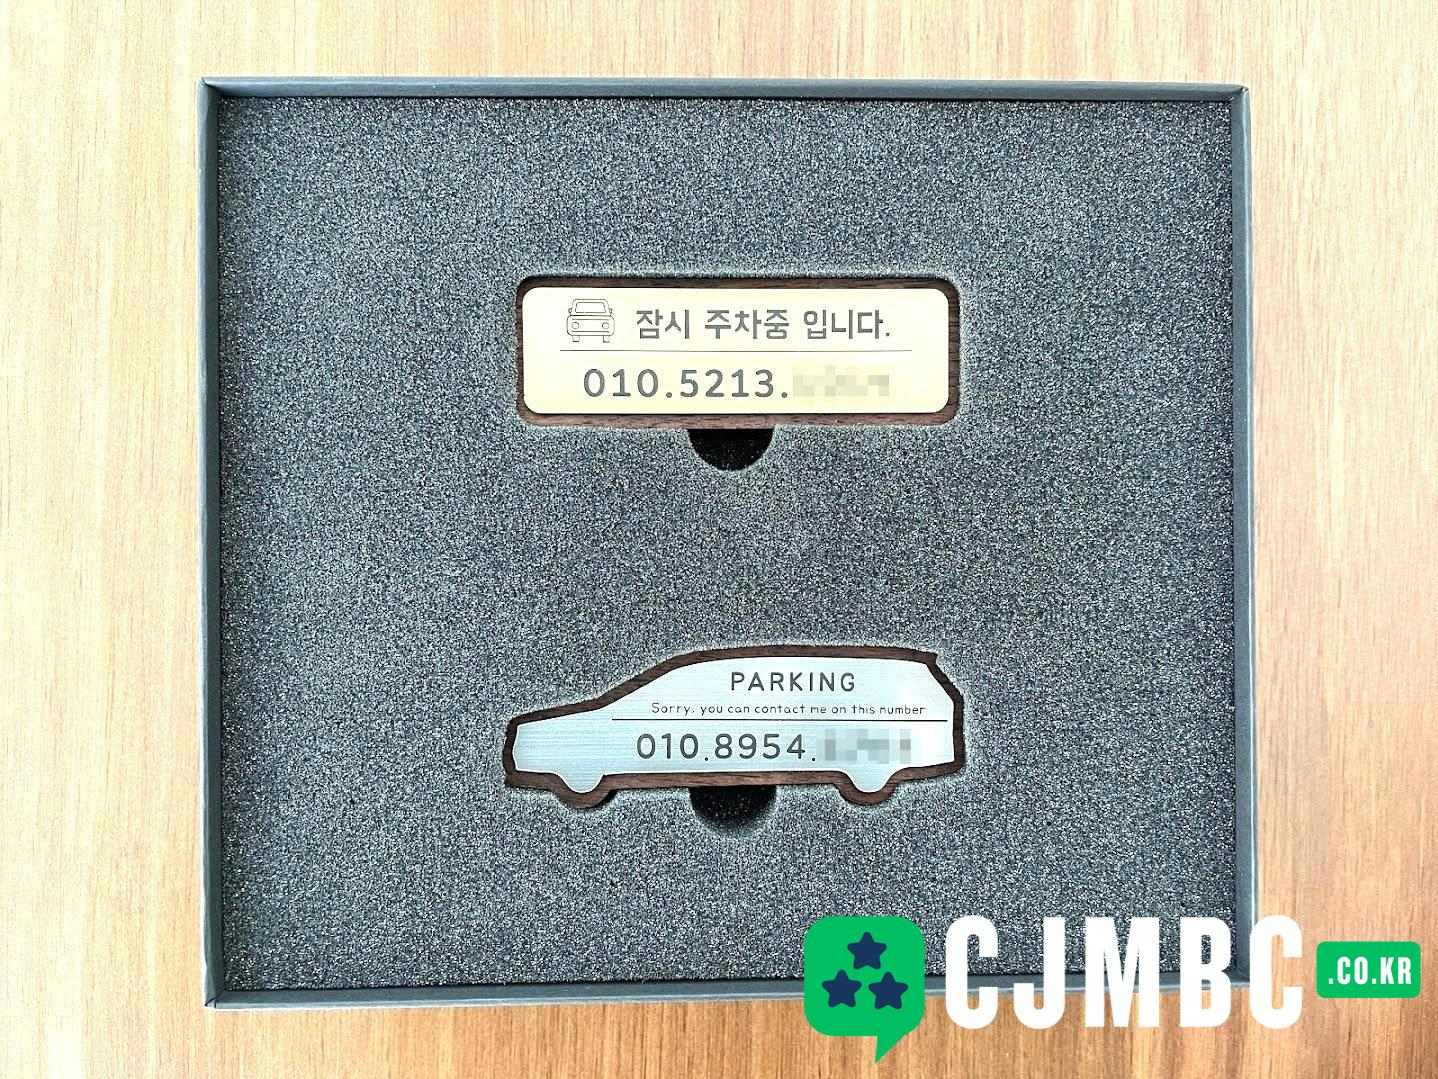 잠시 주차중 입니다.
010.5213.
PARKING
Sorry, you can contact me on this number
010.8954.
CJMBC.CO.KR